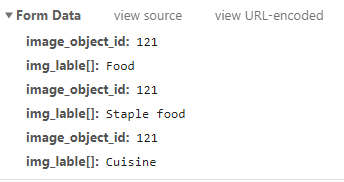 Form Data view source view URL-encoded
image_object_id: 121
img_lable[]: Food
image_object_id: 121
img_lable[]: Staple food
image_object_id: 121
img_lable[]: Cuisine